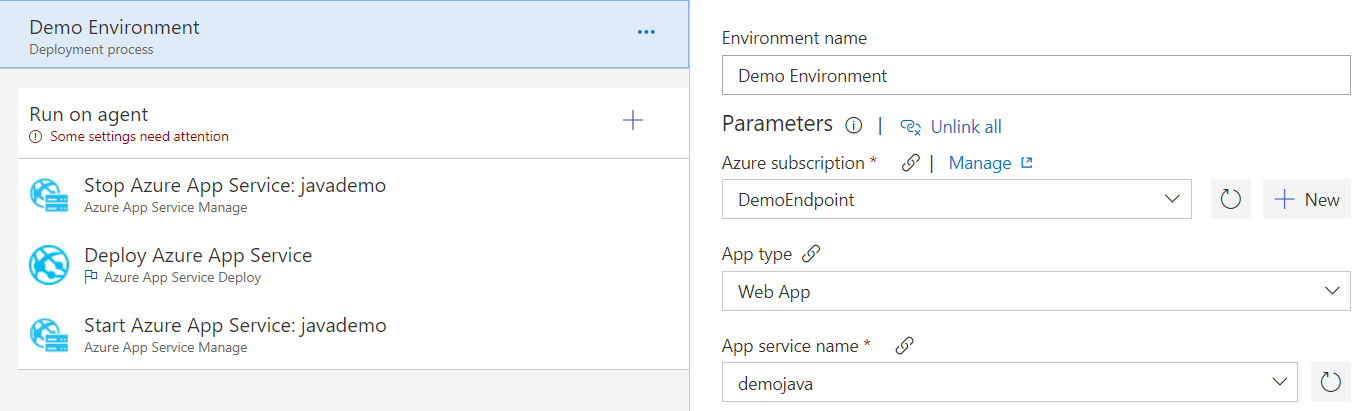 Demo Environment
Deployment process
Run on agent
Some settings need attention
Stop Azure App Service: javademo
Azure App Service Manage
Deploy Azure App Service
Azure App Service Deploy
Start Azure App Service: javademo
Azure App Service Manage
Environment name
Demo Environment
Parameters | Unlink all
Azure subscription * | Manage
DemoEndpoint
New
App type
Web App
App service name *
demojava